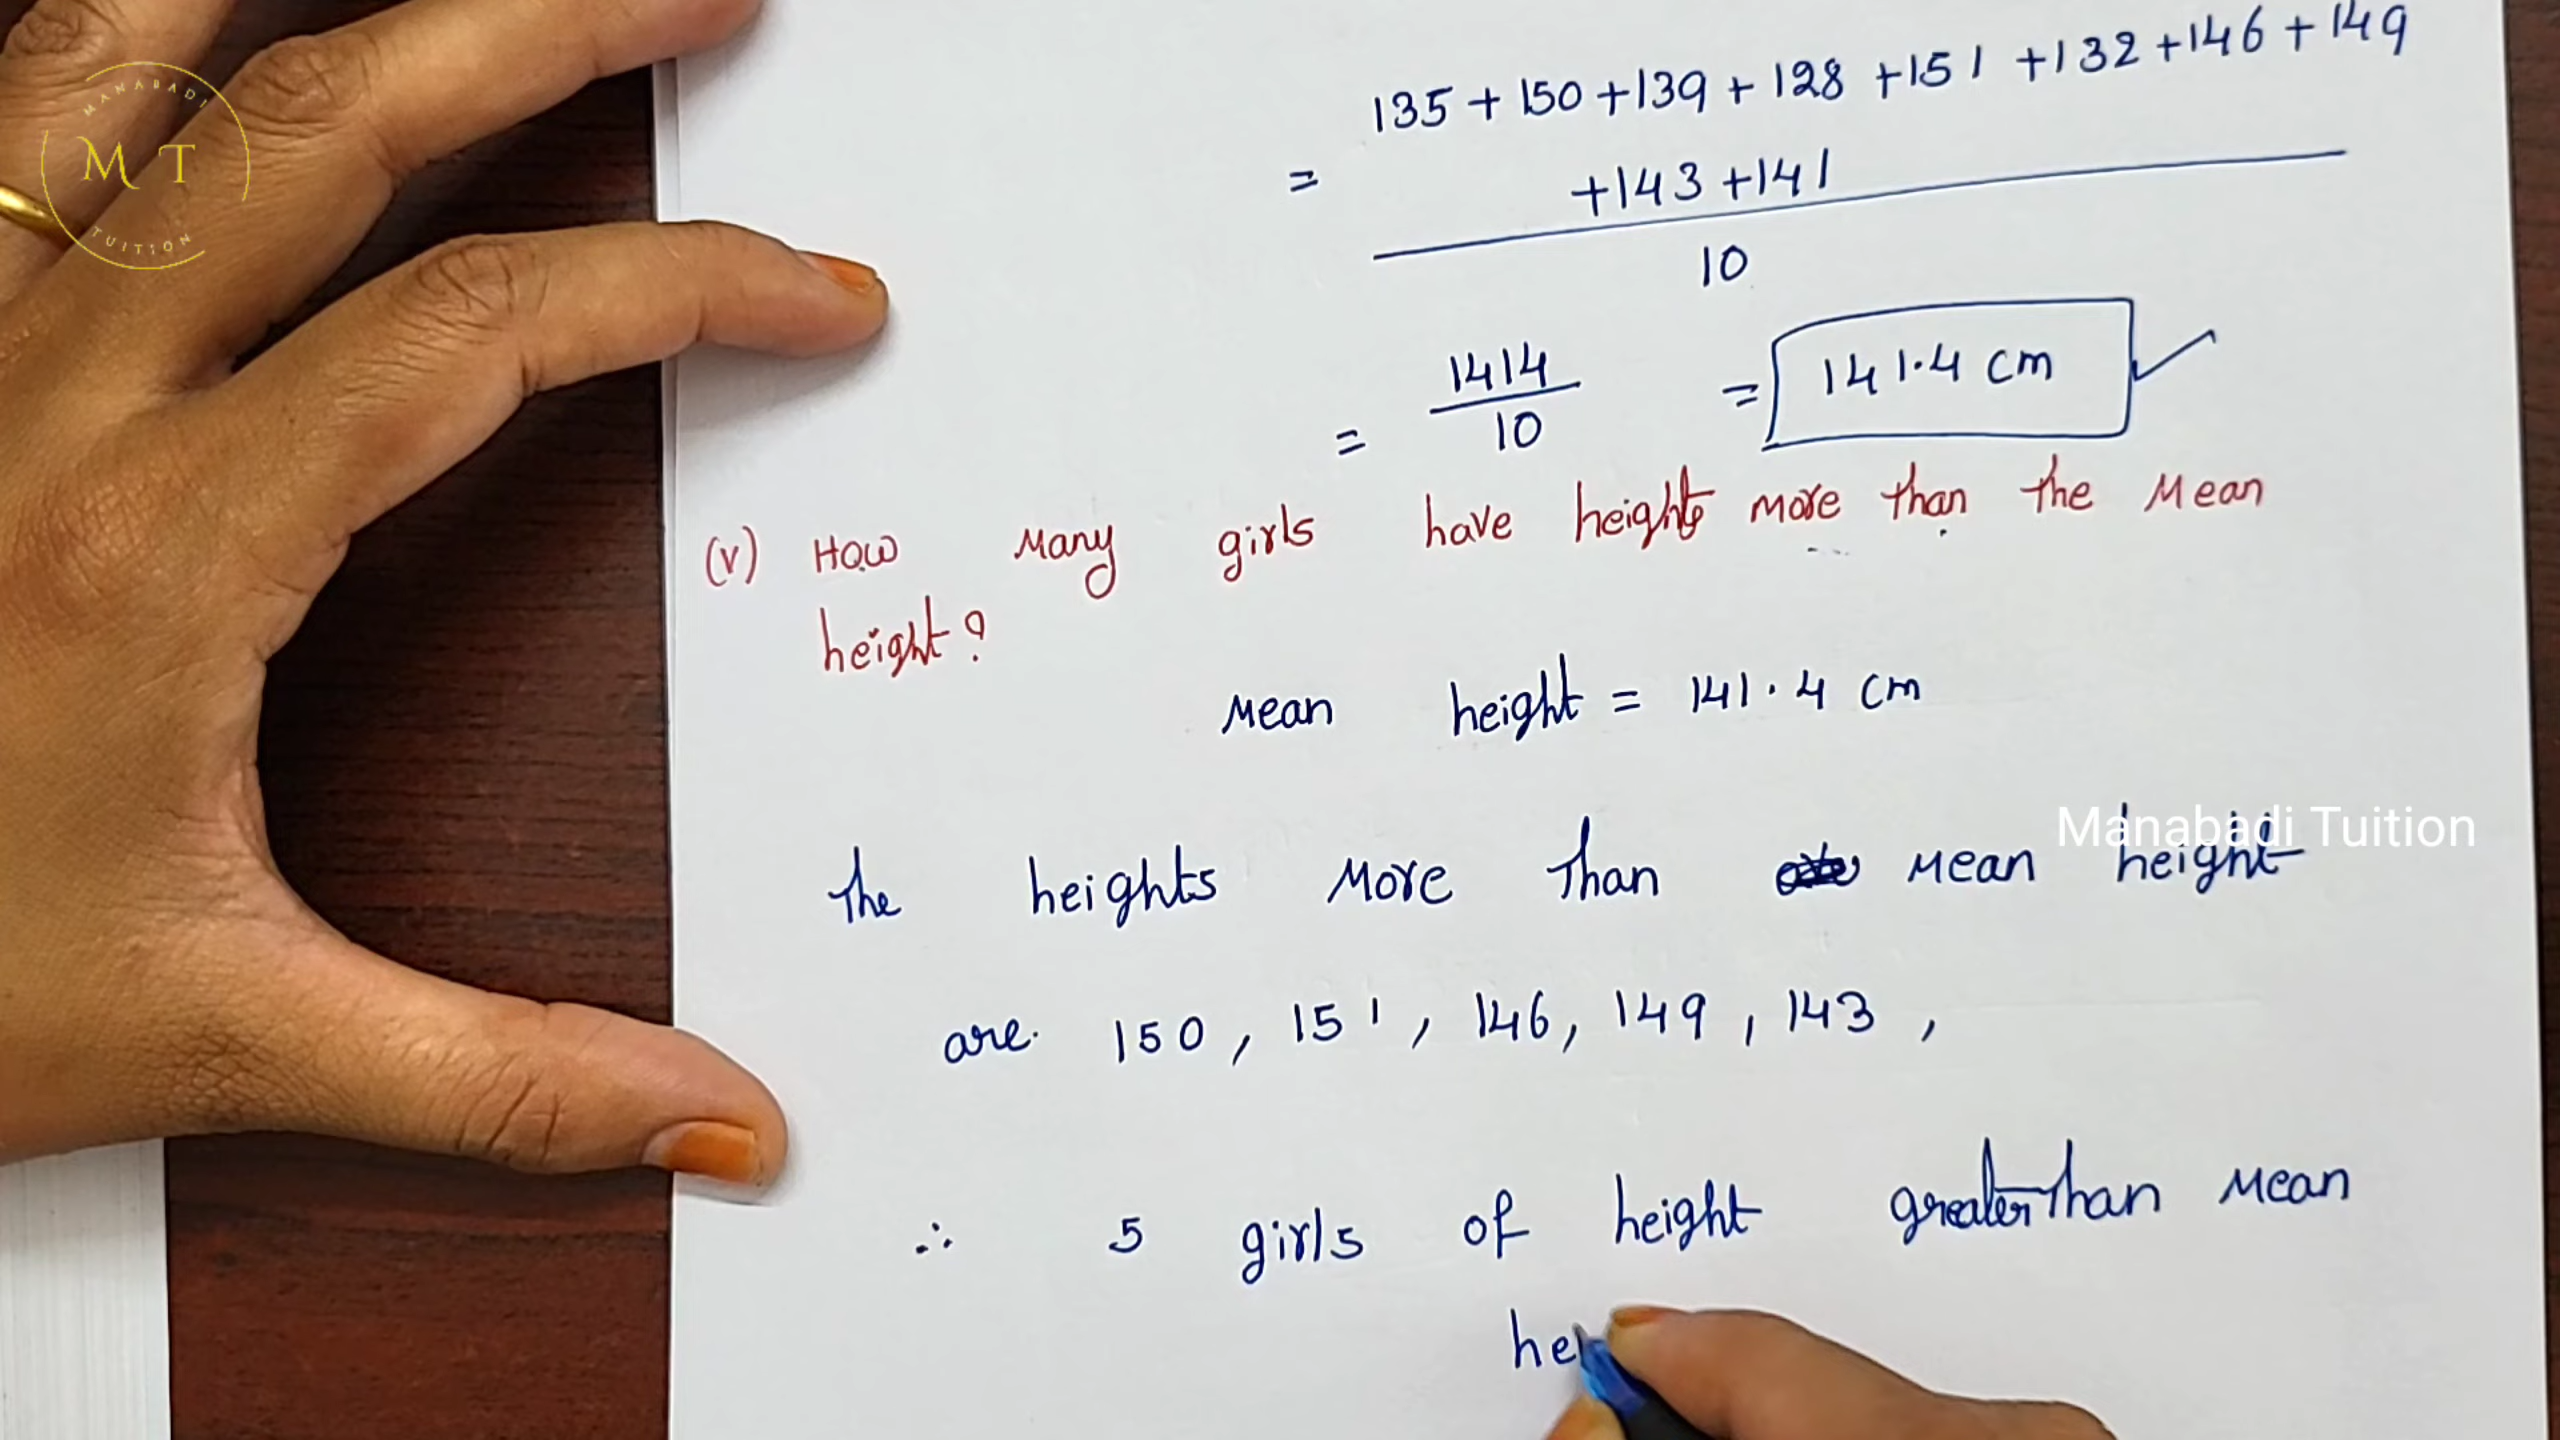 MANABADI
M T
TUITION
135 + 150 + 139 + 128 + 151 + 132 + 146 + 149
= +143 + 141
10
= 1414 = 141.4 cm
10
(v) How Many girls have heights more than the Mean
height?
Mean height = 141.4 cm
Manabadi Tuition
The heights More Than Mean height
are. 150, 151, 146, 149, 143,
∴ 5 girls of height greater than Mean
hei